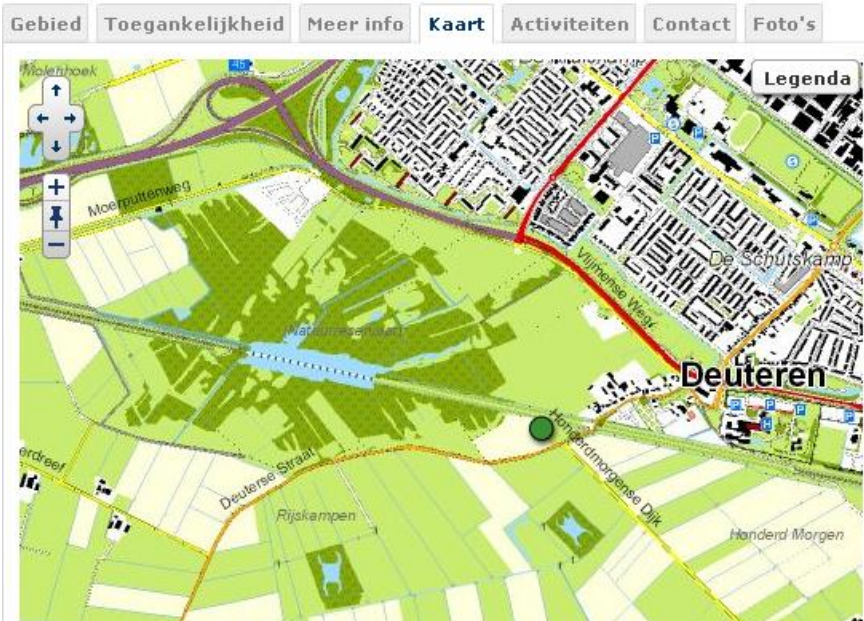 Gebied Toegankelijkheid Meer info Kaart Activiteiten Contact Foto's
Molenhoek
45
Legenda
Moerputtenweg
De Schutskamp
Vlijmense Weg
(Natuurreservaat)
Deuteren
P
P
P
P
P
P
H
Honderdmorgense Dijk
Deuterse Straat
erdreef
Rijskampen
Honderd Morgen